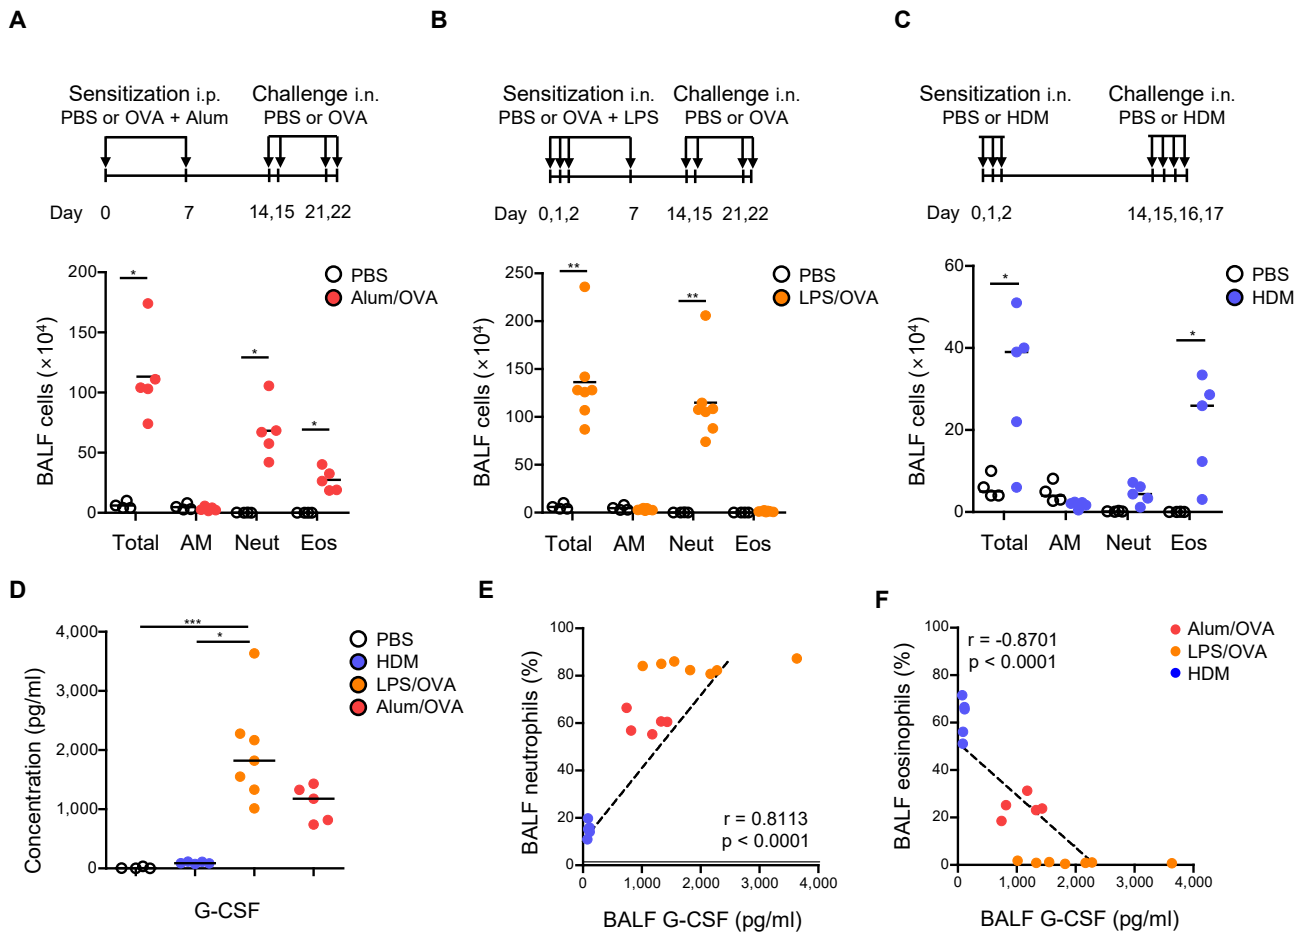 A
B
C
Sensitization i.p.
PBS or OVA + Alum
Challenge i.n.
PBS or OVA
Day 0 7 14,15 21,22
Sensitization i.n.
PBS or OVA + LPS
Challenge i.n.
PBS or OVA
Day 0,1,2 7 14,15 21,22
Sensitization i.n.
PBS or HDM
Challenge i.n.
PBS or HDM
Day 0,1,2 14,15,16,17
BALF cells (×10⁴)
200
150
100
50
0
*
*
*
PBS
Alum/OVA
Total AM Neut Eos
BALF cells (×10⁴)
250
200
150
100
50
0
**
**
PBS
LPS/OVA
Total AM Neut Eos
BALF cells (×10⁴)
60
40
20
0
*
*
PBS
HDM
Total AM Neut Eos
D
Concentration (pg/ml)
4,000
3,000
2,000
1,000
0
***
*
PBS
HDM
LPS/OVA
Alum/OVA
G-CSF
E
BALF neutrophils (%)
100
80
60
40
20
0
r = 0.8113
p < 0.0001
0 1,000 2,000 3,000 4,000
BALF G-CSF (pg/ml)
F
BALF eosinophils (%)
100
80
60
40
20
0
r = -0.8701
p < 0.0001
Alum/OVA
LPS/OVA
HDM
0 1,000 2,000 3,000 4,000
BALF G-CSF (pg/ml)